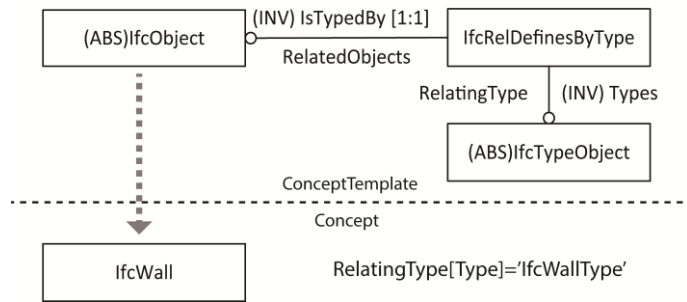 (ABS)IfcObject
(INV) IsTypedBy [1:1]
RelatedObjects
IfcRelDefinesByType
RelatingType
(INV) Types
(ABS)IfcTypeObject
ConceptTemplate
Concept
IfcWall
RelatingType[Type]=’IfcWallType’